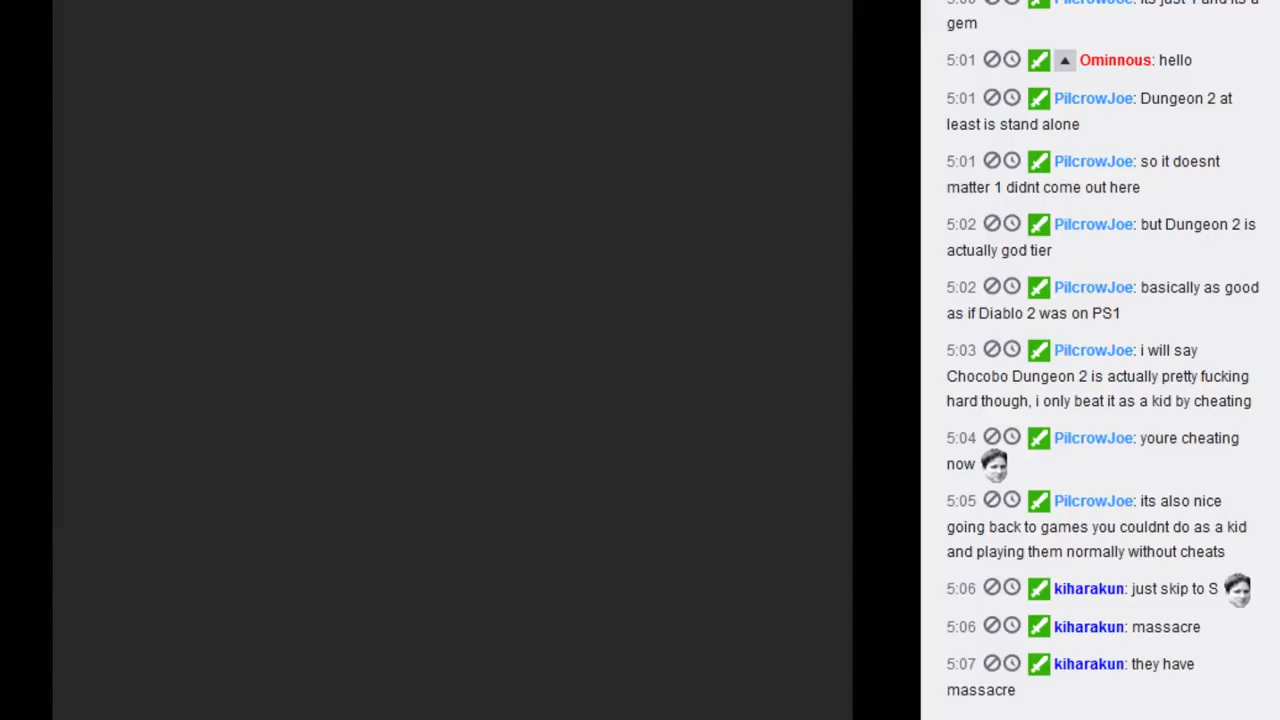 gem
5:01 Ominnous: hello
5:01 PilcrowJoe: Dungeon 2 at
least is stand alone
5:01 PilcrowJoe: so it doesnt
matter 1 didnt come out here
5:02 PilcrowJoe: but Dungeon 2 is
actually god tier
5:02 PilcrowJoe: basically as good
as if Diablo 2 was on PS1
5:03 PilcrowJoe: i will say
Chocobo Dungeon 2 is actually pretty fucking
hard though, i only beat it as a kid by cheating
5:04 PilcrowJoe: youre cheating
now
5:05 PilcrowJoe: its also nice
going back to games you couldnt do as a kid
and playing them normally without cheats
5:06 kiharakun: just skip to S
5:06 kiharakun: massacre
5:07 kiharakun: they have
massacre